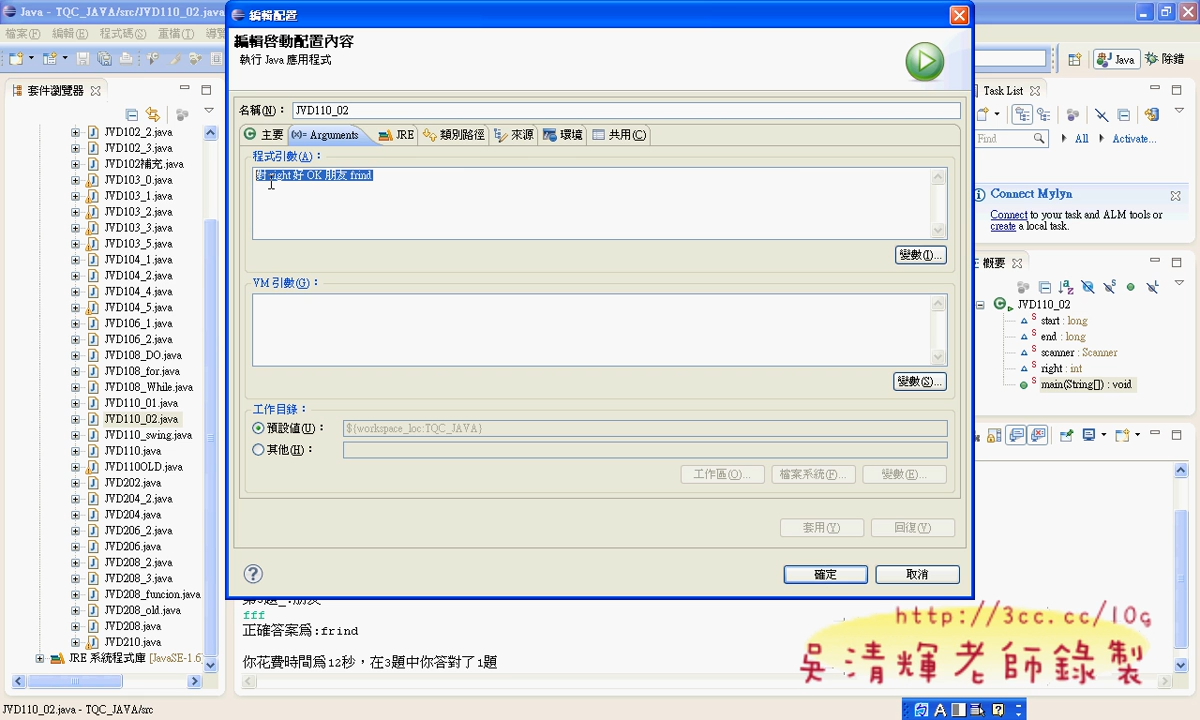 Java - TQC_JAVA/src/JVD110_02.java
檔案(F) 編輯(E) 程式碼(S) 重構(T)
Java 除錯
套件瀏覽器
JVD102_2.java
JVD102_3.java
JVD102補充.java
JVD103_0.java
JVD103_1.java
JVD103_2.java
JVD103_3.java
JVD103_5.java
JVD104_1.java
JVD104_2.java
JVD104_4.java
JVD104_5.java
JVD106_1.java
JVD106_2.java
JVD108_DO.java
JVD108_for.java
JVD108_While.java
JVD110_01.java
JVD110_02.java
JVD110_swing.java
JVD110.java
JVD110OLD.java
JVD202.java
JVD204_2.java
JVD204.java
JVD206_2.java
JVD206.java
JVD208_2.java
JVD208_3.java
JVD208_funcion.java
JVD208_old.java
JVD208.java
JVD210.java
JRE 系統程式庫 [JavaSE-1.6]
JVD110_02.java - TQC_JAVA/src
編輯配置
編輯啓動配置內容
執行 Java 應用程式
名稱(N)： JVD110_02
主要 (x)= Arguments JRE 類別路徑 來源 環境 共用(C)
程式引數(A)：
對 right 好 OK 朋友 frind
變數(I)...
VM 引數(G)：
變數(S)...
工作目錄：
預設值(U)： ${workspace_loc:TQC_JAVA}
其他(H)：
工作區(O)... 檔案系統(F)... 變數(E)...
套用(Y) 回復(V)
確定 取消
fff
正確答案爲:frind
你花費時間爲12秒，在3題中你答對了1題
Task List
Find All Activate...
Connect Mylyn
Connect to your task and ALM tools or
create a local task.
概要
JVD110_02
start : long
end : long
scanner : Scanner
right : int
main(String[]) : void
http://3cc.cc/10g
吳清輝老師錄製